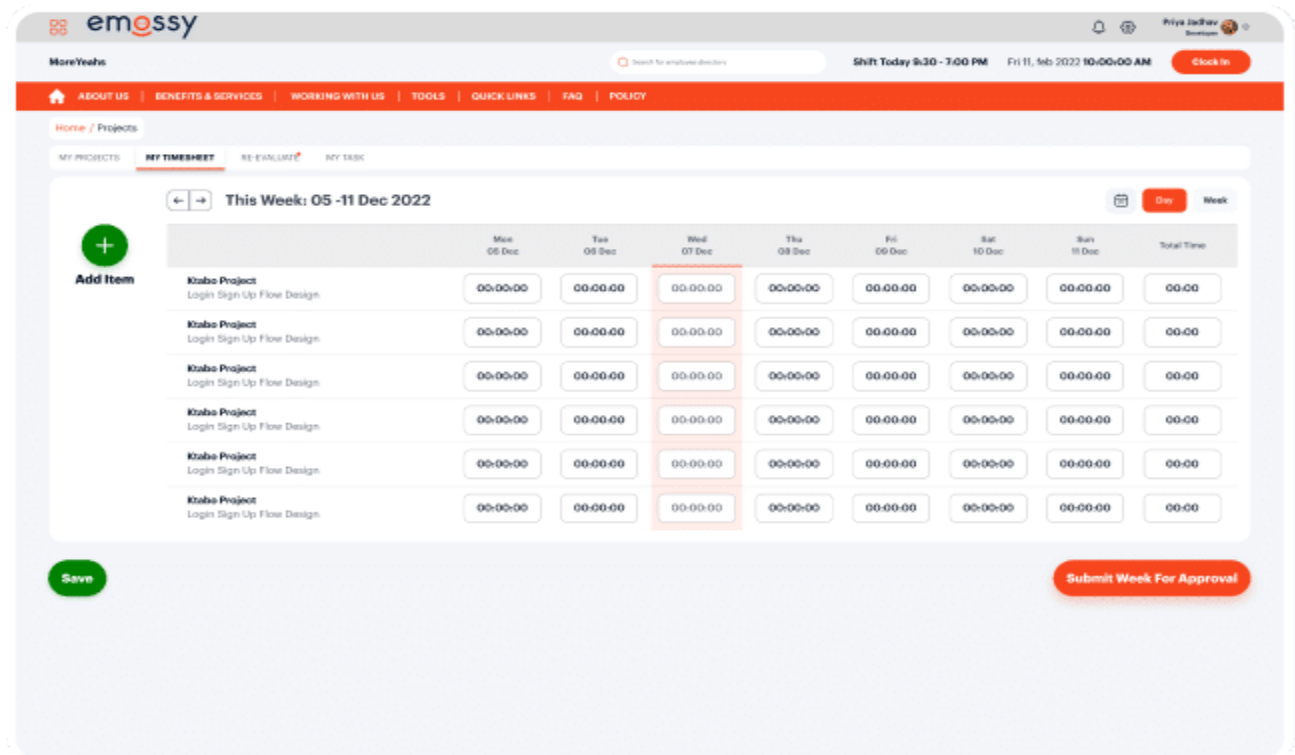 emossy
Priya Jadhav
Developer
MoreYeahs
Search for employee directory
Shift Today 9:30 - 7:00 PM
Fri 11, feb 2022 10:00:00 AM
Clock In
ABOUT US | BENEFITS & SERVICES | WORKING WITH US | TOOLS | QUICK LINKS | FAQ | POLICY
Home / Projects
MY PROJECTS MY TIMESHEET RE-EVALUATE MY TASK
← → This Week: 05 -11 Dec 2022
Day Week
Mon Tue Wed Thu Fri Sat Sun Total Time
05 Dec 06 Dec 07 Dec 08 Dec 09 Dec 10 Dec 11 Dec
Add Item
Ktabo Project
Login Sign Up Flow Design
00:00:00 00:00:00 00:00:00 00:00:00 00:00:00 00:00:00 00:00:00 00:00
Ktabo Project
Login Sign Up Flow Design
00:00:00 00:00:00 00:00:00 00:00:00 00:00:00 00:00:00 00:00:00 00:00
Ktabo Project
Login Sign Up Flow Design
00:00:00 00:00:00 00:00:00 00:00:00 00:00:00 00:00:00 00:00:00 00:00
Ktabo Project
Login Sign Up Flow Design
00:00:00 00:00:00 00:00:00 00:00:00 00:00:00 00:00:00 00:00:00 00:00
Ktabo Project
Login Sign Up Flow Design
00:00:00 00:00:00 00:00:00 00:00:00 00:00:00 00:00:00 00:00:00 00:00
Ktabo Project
Login Sign Up Flow Design
00:00:00 00:00:00 00:00:00 00:00:00 00:00:00 00:00:00 00:00:00 00:00
Save
Submit Week For Approval